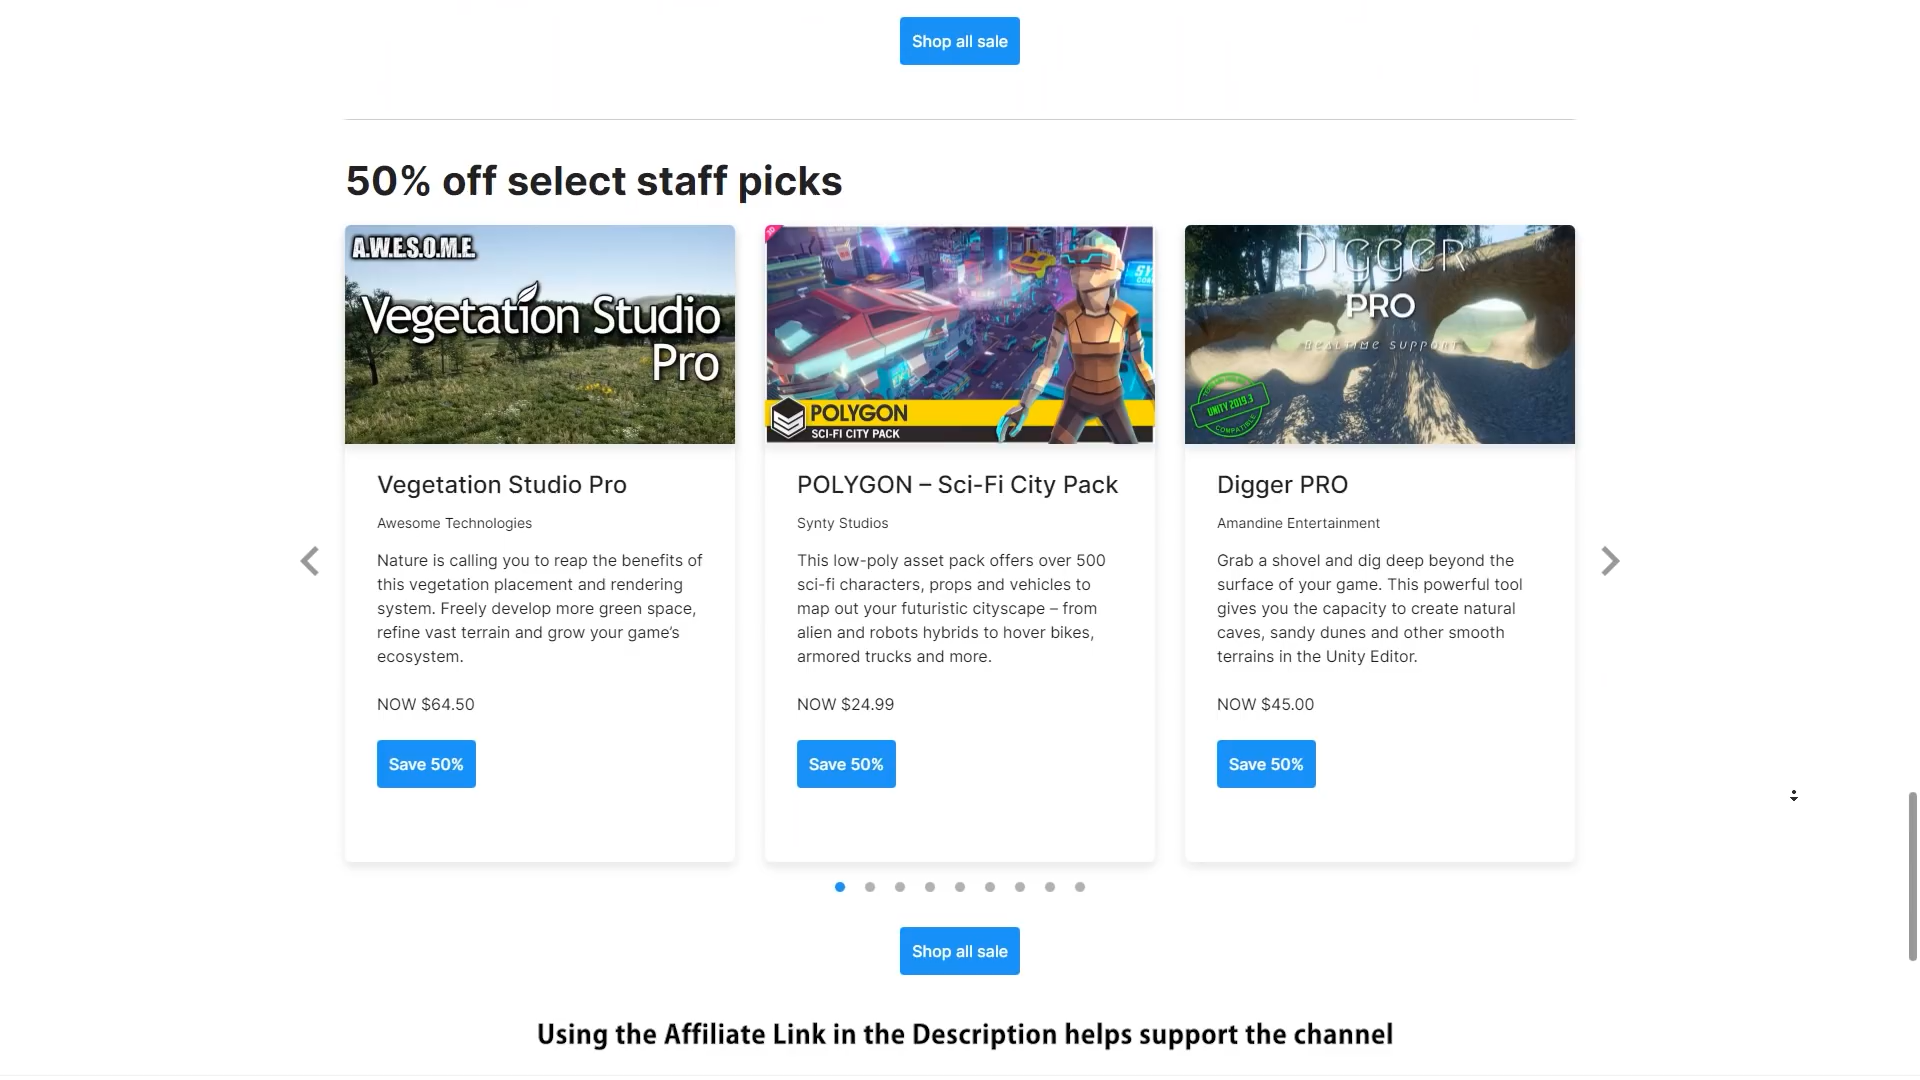 Shop all sale
50% off select staff picks
A.W.E.S.O.M.E.
Vegetation Studio
Pro
Vegetation Studio Pro
Awesome Technologies
Nature is calling you to reap the benefits of
this vegetation placement and rendering
system. Freely develop more green space,
refine vast terrain and grow your game’s
ecosystem.
NOW $64.50
Save 50%
POLYGON
SCI-FI CITY PACK
POLYGON – Sci-Fi City Pack
Synty Studios
This low-poly asset pack offers over 500
sci-fi characters, props and vehicles to
map out your futuristic cityscape – from
alien and robots hybrids to hover bikes,
armored trucks and more.
NOW $24.99
Save 50%
DIGGER
PRO
REALTIME SUPPORT
UNITY 2019.3
COMPATIBLE
Digger PRO
Amandine Entertainment
Grab a shovel and dig deep beyond the
surface of your game. This powerful tool
gives you the capacity to create natural
caves, sandy dunes and other smooth
terrains in the Unity Editor.
NOW $45.00
Save 50%
Shop all sale
Using the Affiliate Link in the Description helps support the channel